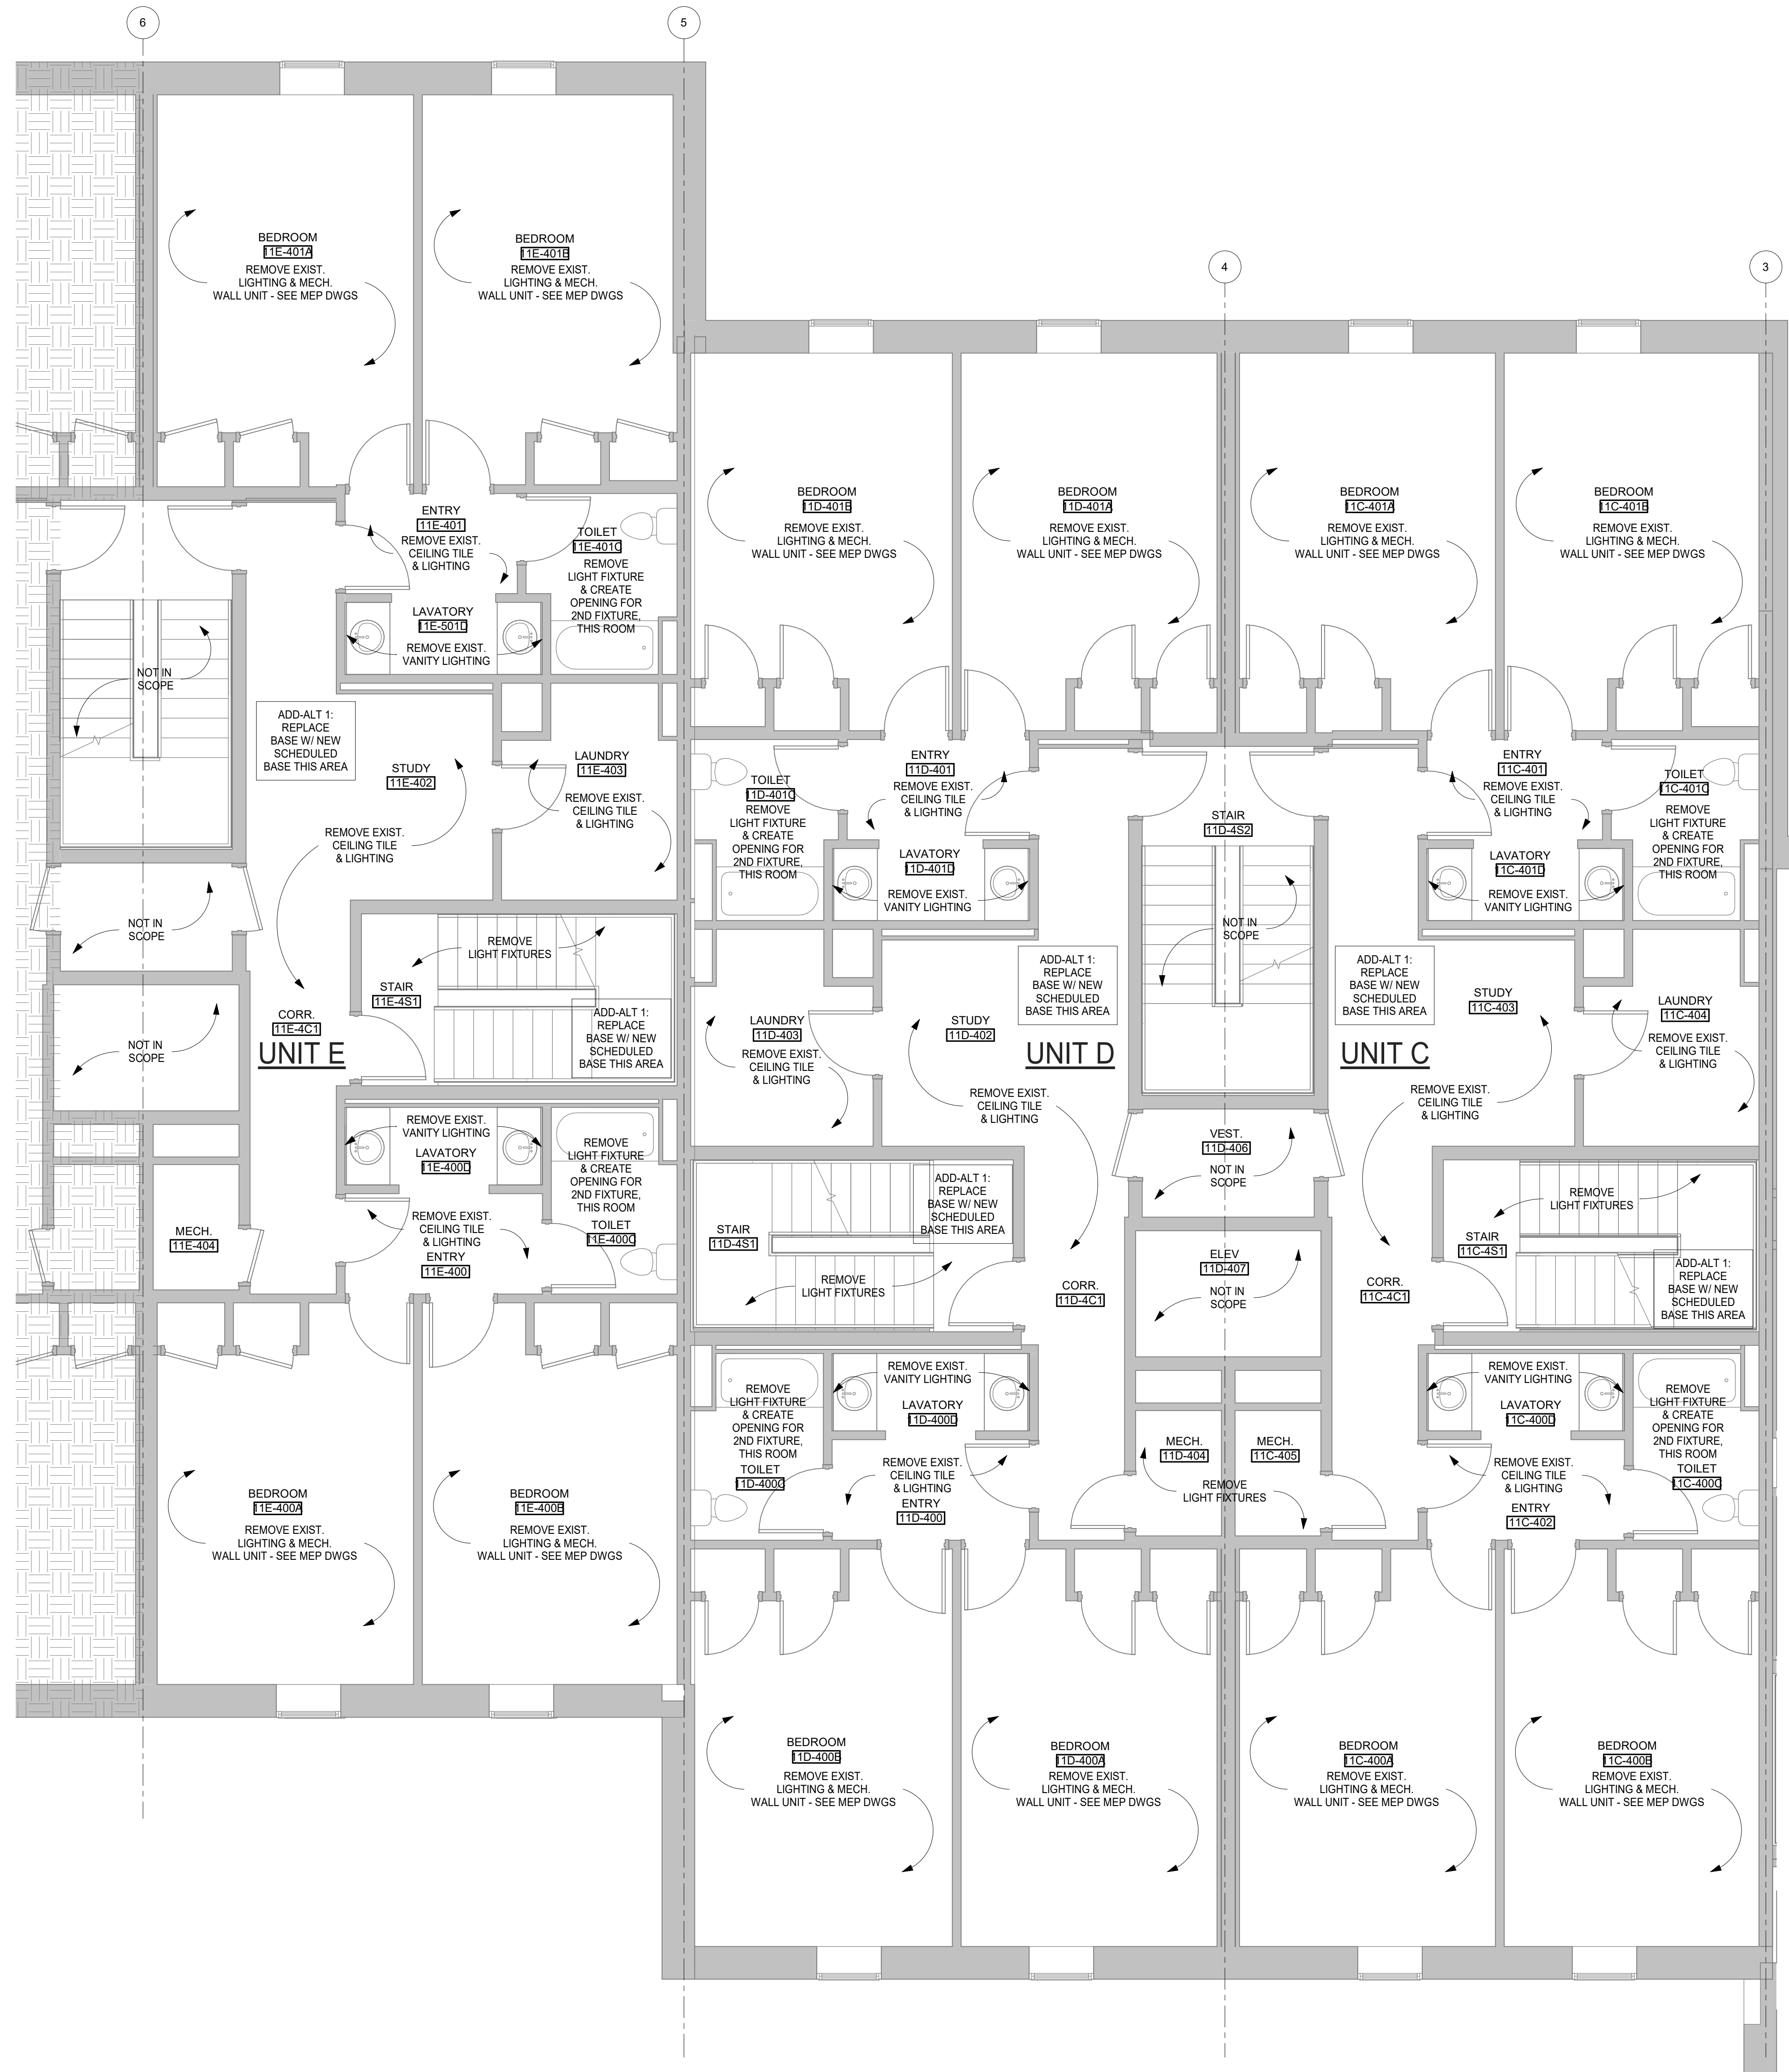 6
5
4
3
BEDROOM
11E-401A
REMOVE EXIST.
LIGHTING & MECH.
WALL UNIT - SEE MEP DWGS
BEDROOM
11E-401B
REMOVE EXIST.
LIGHTING & MECH.
WALL UNIT - SEE MEP DWGS
ENTRY
11E-401
REMOVE EXIST.
CEILING TILE
& LIGHTING
TOILET
11E-401C
REMOVE
LIGHT FIXTURE
& CREATE
OPENING FOR
2ND FIXTURE,
THIS ROOM
LAVATORY
11E-501D
REMOVE EXIST.
VANITY LIGHTING
NOT IN
SCOPE
ADD-ALT 1:
REPLACE
BASE W/ NEW
SCHEDULED
BASE THIS AREA
STUDY
11E-402
REMOVE EXIST.
CEILING TILE
& LIGHTING
LAUNDRY
11E-403
REMOVE EXIST.
CEILING TILE
& LIGHTING
NOT IN
SCOPE
REMOVE
LIGHT FIXTURES
STAIR
11E-4S1
ADD-ALT 1:
REPLACE
BASE W/ NEW
SCHEDULED
BASE THIS AREA
CORR.
11E-4C1
UNIT E
NOT IN
SCOPE
REMOVE EXIST.
VANITY LIGHTING
LAVATORY
11E-400D
REMOVE
LIGHT FIXTURE
& CREATE
OPENING FOR
2ND FIXTURE,
THIS ROOM
TOILET
11E-400C
MECH.
11E-404
REMOVE EXIST.
CEILING TILE
& LIGHTING
ENTRY
11E-400
BEDROOM
11E-400A
REMOVE EXIST.
LIGHTING & MECH.
WALL UNIT - SEE MEP DWGS
BEDROOM
11E-400B
REMOVE EXIST.
LIGHTING & MECH.
WALL UNIT - SEE MEP DWGS
BEDROOM
11D-401B
REMOVE EXIST.
LIGHTING & MECH.
WALL UNIT - SEE MEP DWGS
BEDROOM
11D-401A
REMOVE EXIST.
LIGHTING & MECH.
WALL UNIT - SEE MEP DWGS
TOILET
11D-401C
REMOVE
LIGHT FIXTURE
& CREATE
OPENING FOR
2ND FIXTURE,
THIS ROOM
ENTRY
11D-401
REMOVE EXIST.
CEILING TILE
& LIGHTING
LAVATORY
11D-401D
REMOVE EXIST.
VANITY LIGHTING
STAIR
11D-4S2
NOT IN
SCOPE
ADD-ALT 1:
REPLACE
BASE W/ NEW
SCHEDULED
BASE THIS AREA
LAUNDRY
11D-403
REMOVE EXIST.
CEILING TILE
& LIGHTING
STUDY
11D-402
UNIT D
REMOVE EXIST.
CEILING TILE
& LIGHTING
VEST.
11D-406
NOT IN
SCOPE
ADD-ALT 1:
REPLACE
BASE W/ NEW
SCHEDULED
BASE THIS AREA
STAIR
11D-4S1
REMOVE
LIGHT FIXTURES
CORR.
11D-4C1
ELEV
11D-407
NOT IN
SCOPE
REMOVE
LIGHT FIXTURE
& CREATE
OPENING FOR
2ND FIXTURE,
THIS ROOM
TOILET
11D-400C
REMOVE EXIST.
VANITY LIGHTING
LAVATORY
11D-400D
REMOVE EXIST.
CEILING TILE
& LIGHTING
ENTRY
11D-400
MECH.
11D-404
MECH.
11C-405
REMOVE
LIGHT FIXTURES
BEDROOM
11D-400B
REMOVE EXIST.
LIGHTING & MECH.
WALL UNIT - SEE MEP DWGS
BEDROOM
11D-400A
REMOVE EXIST.
LIGHTING & MECH.
WALL UNIT - SEE MEP DWGS
BEDROOM
11C-401A
REMOVE EXIST.
LIGHTING & MECH.
WALL UNIT - SEE MEP DWGS
BEDROOM
11C-401B
REMOVE EXIST.
LIGHTING & MECH.
WALL UNIT - SEE MEP DWGS
ENTRY
11C-401
REMOVE EXIST.
CEILING TILE
& LIGHTING
TOILET
11C-401C
REMOVE
LIGHT FIXTURE
& CREATE
OPENING FOR
2ND FIXTURE,
THIS ROOM
LAVATORY
11C-401D
REMOVE EXIST.
VANITY LIGHTING
ADD-ALT 1:
REPLACE
BASE W/ NEW
SCHEDULED
BASE THIS AREA
STUDY
11C-403
LAUNDRY
11C-404
REMOVE EXIST.
CEILING TILE
& LIGHTING
UNIT C
REMOVE EXIST.
CEILING TILE
& LIGHTING
REMOVE
LIGHT FIXTURES
STAIR
11C-4S1
ADD-ALT 1:
REPLACE
BASE W/ NEW
SCHEDULED
BASE THIS AREA
CORR.
11C-4C1
REMOVE EXIST.
VANITY LIGHTING
LAVATORY
11C-400D
REMOVE
LIGHT FIXTURE
& CREATE
OPENING FOR
2ND FIXTURE,
THIS ROOM
TOILET
11C-400C
REMOVE EXIST.
CEILING TILE
& LIGHTING
ENTRY
11C-402
BEDROOM
11C-400A
REMOVE EXIST.
LIGHTING & MECH.
WALL UNIT - SEE MEP DWGS
BEDROOM
11C-400B
REMOVE EXIST.
LIGHTING & MECH.
WALL UNIT - SEE MEP DWGS